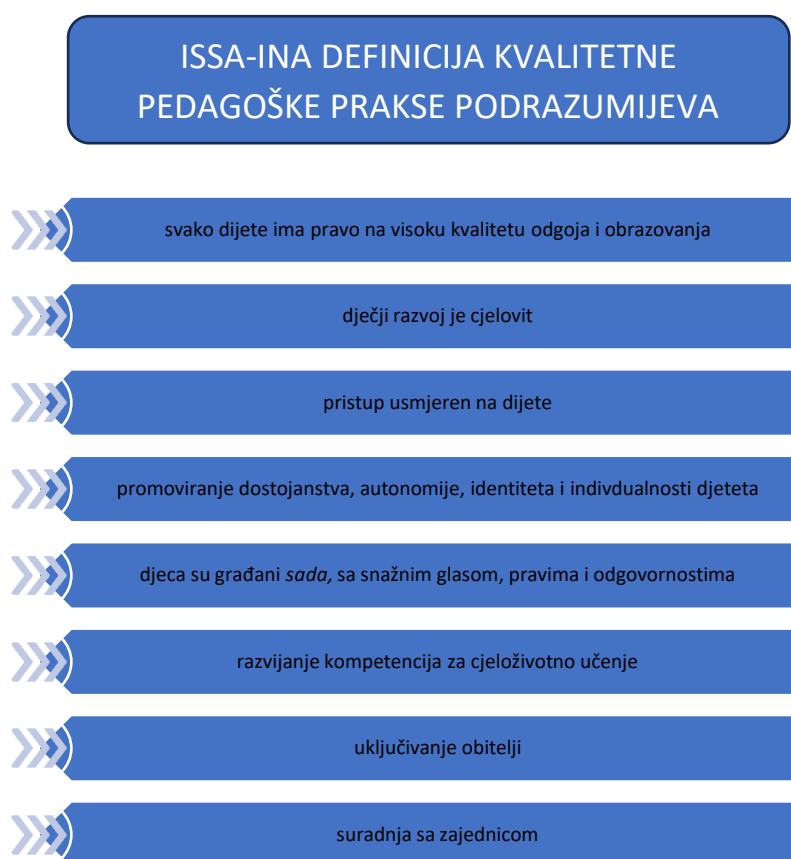 ISSA-INA DEFINICIJA KVALITETNE
PEDAGOŠKE PRAKSE PODRAZUMIJEVA
svako dijete ima pravo na visoku kvalitetu odgoja i obrazovanja
dječji razvoj je cjelovit
pristup usmjeren na dijete
promoviranje dostojanstva, autonomije, identiteta i indivdualnosti djeteta
djeca su građani sada, sa snažnim glasom, pravima i odgovornostima
razvijanje kompetencija za cjeloživotno učenje
uključivanje obitelji
suradnja sa zajednicom